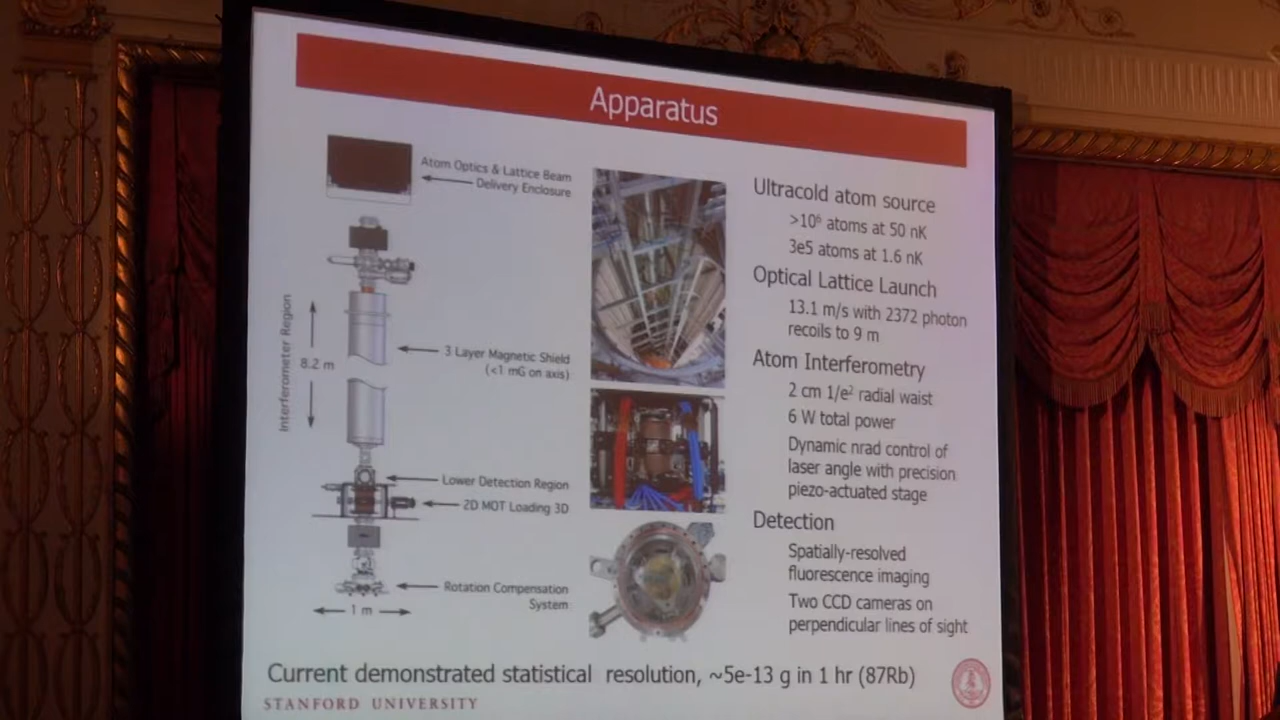 Apparatus
Atom Optics & Lattice Beam
Delivery Enclosure
Interferometer Region
8.2 m
3 Layer Magnetic Shield
(<1 mG on axis)
Lower Detection Region
2D MOT Loading 3D
Rotation Compensation
System
1 m
Ultracold atom source
>10⁶ atoms at 50 nK
3e5 atoms at 1.6 nK
Optical Lattice Launch
13.1 m/s with 2372 photon
recoils to 9 m
Atom Interferometry
2 cm 1/e² radial waist
6 W total power
Dynamic nrad control of
laser angle with precision
piezo-actuated stage
Detection
Spatially-resolved
fluorescence imaging
Two CCD cameras on
perpendicular lines of sight
Current demonstrated statistical resolution, ~5e-13 g in 1 hr (87Rb)
STANFORD UNIVERSITY